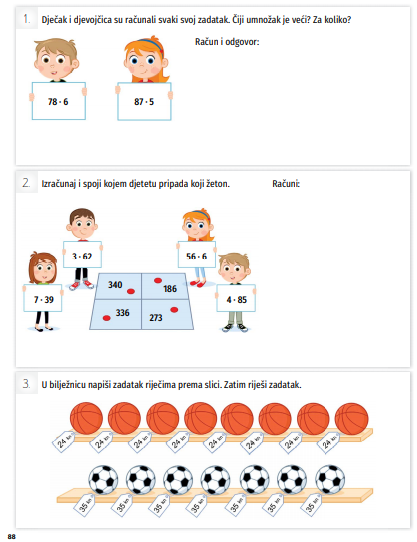 1. Dječak i djevojčica su računali svaki svoj zadatak. Čiji umnožak je veći? Za koliko?
Račun i odgovor:
78 · 6
87 · 5
2. Izračunaj i spoji kojem djetetu pripada koji žeton.
Računi:
3 · 62
56 · 6
7 · 39
340
186
4 · 85
336
273
3. U bilježnicu napiši zadatak riječima prema slici. Zatim riješi zadatak.
24 kn 24 kn 24 kn 24 kn 24 kn 24 kn 24 kn 24 kn
35 kn 35 kn 35 kn 35 kn 35 kn 35 kn 35 kn
88